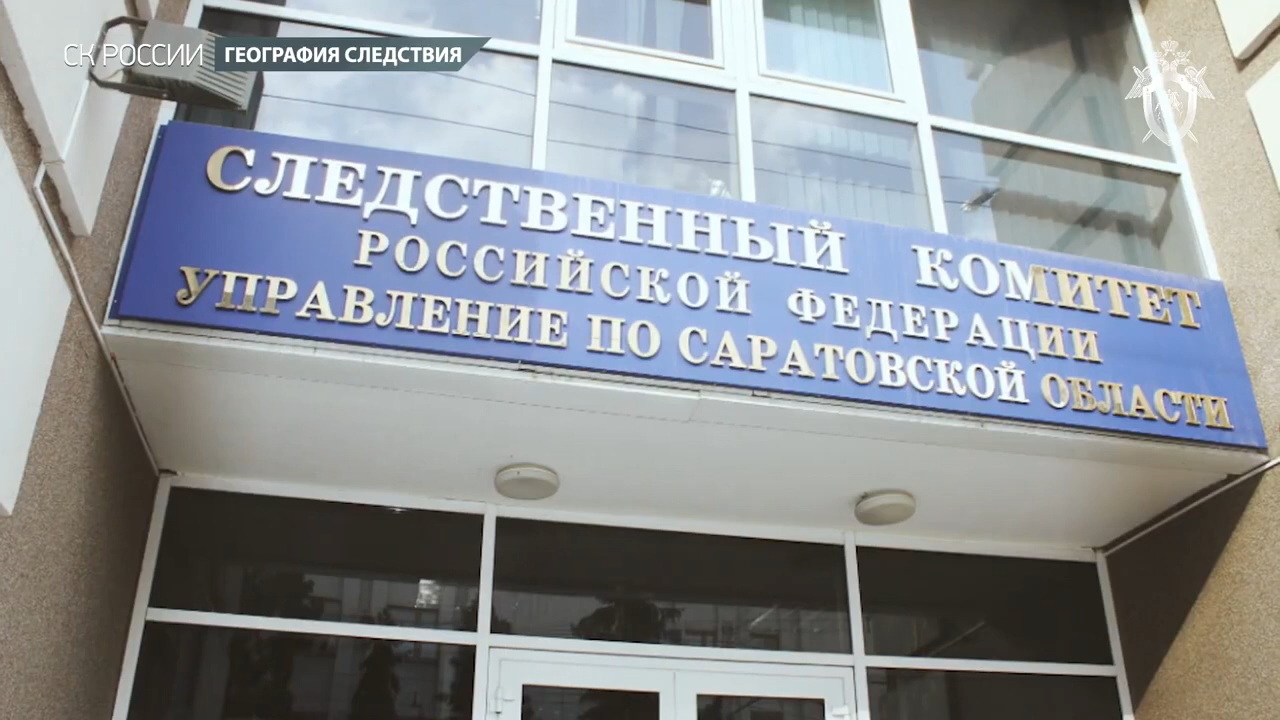 СК РОССИИ ГЕОГРАФИЯ СЛЕДСТВИЯ
СЛЕДСТВЕННЫЙ КОМИТЕТ
РОССИЙСКОЙ ФЕДЕРАЦИИ
УПРАВЛЕНИЕ ПО САРАТОВСКОЙ ОБЛАСТИ